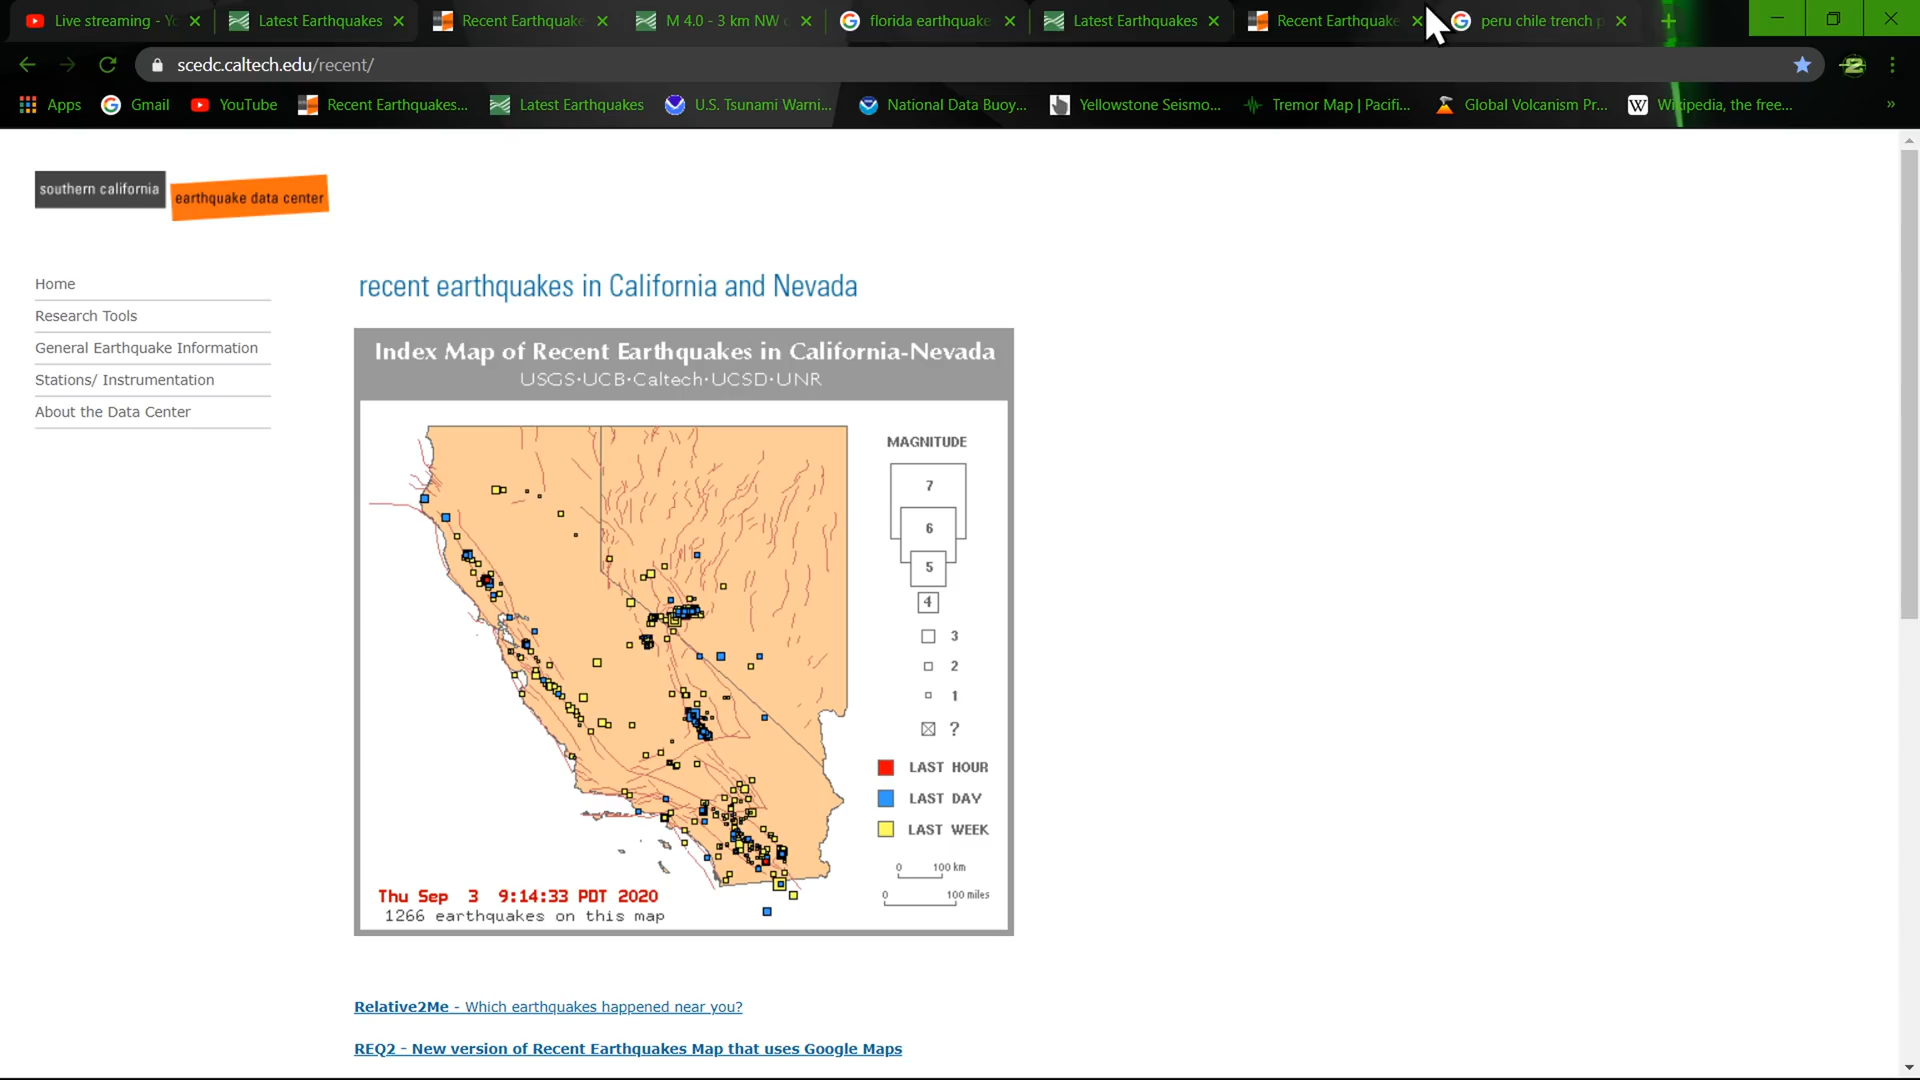 Live streaming - Yo
Latest Earthquakes
Recent Earthquake
M 4.0 - 3 km NW
florida earthquake
Latest Earthquakes
Recent Earthquake
peru chile trench p
scedc.caltech.edu/recent/
Apps
Gmail
YouTube
Recent Earthquakes...
Latest Earthquakes
U.S. Tsunami Warni...
National Data Buoy...
Yellowstone Seismo...
Tremor Map | Pacifi...
Global Volcanism Pr...
Wikipedia, the free...
southern california
earthquake data center
Home
Research Tools
General Earthquake Information
Stations/ Instrumentation
About the Data Center
recent earthquakes in California and Nevada
Index Map of Recent Earthquakes in California-Nevada
USGS·UCB·Caltech·UCSD·UNR
MAGNITUDE
7
6
5
4
3
2
1
?
LAST HOUR
LAST DAY
LAST WEEK
0 100 km
0 100 miles
Thu Sep 3 9:14:33 PDT 2020
1266 earthquakes on this map
Relative2Me - Which earthquakes happened near you?
REQ2 - New version of Recent Earthquakes Map that uses Google Maps